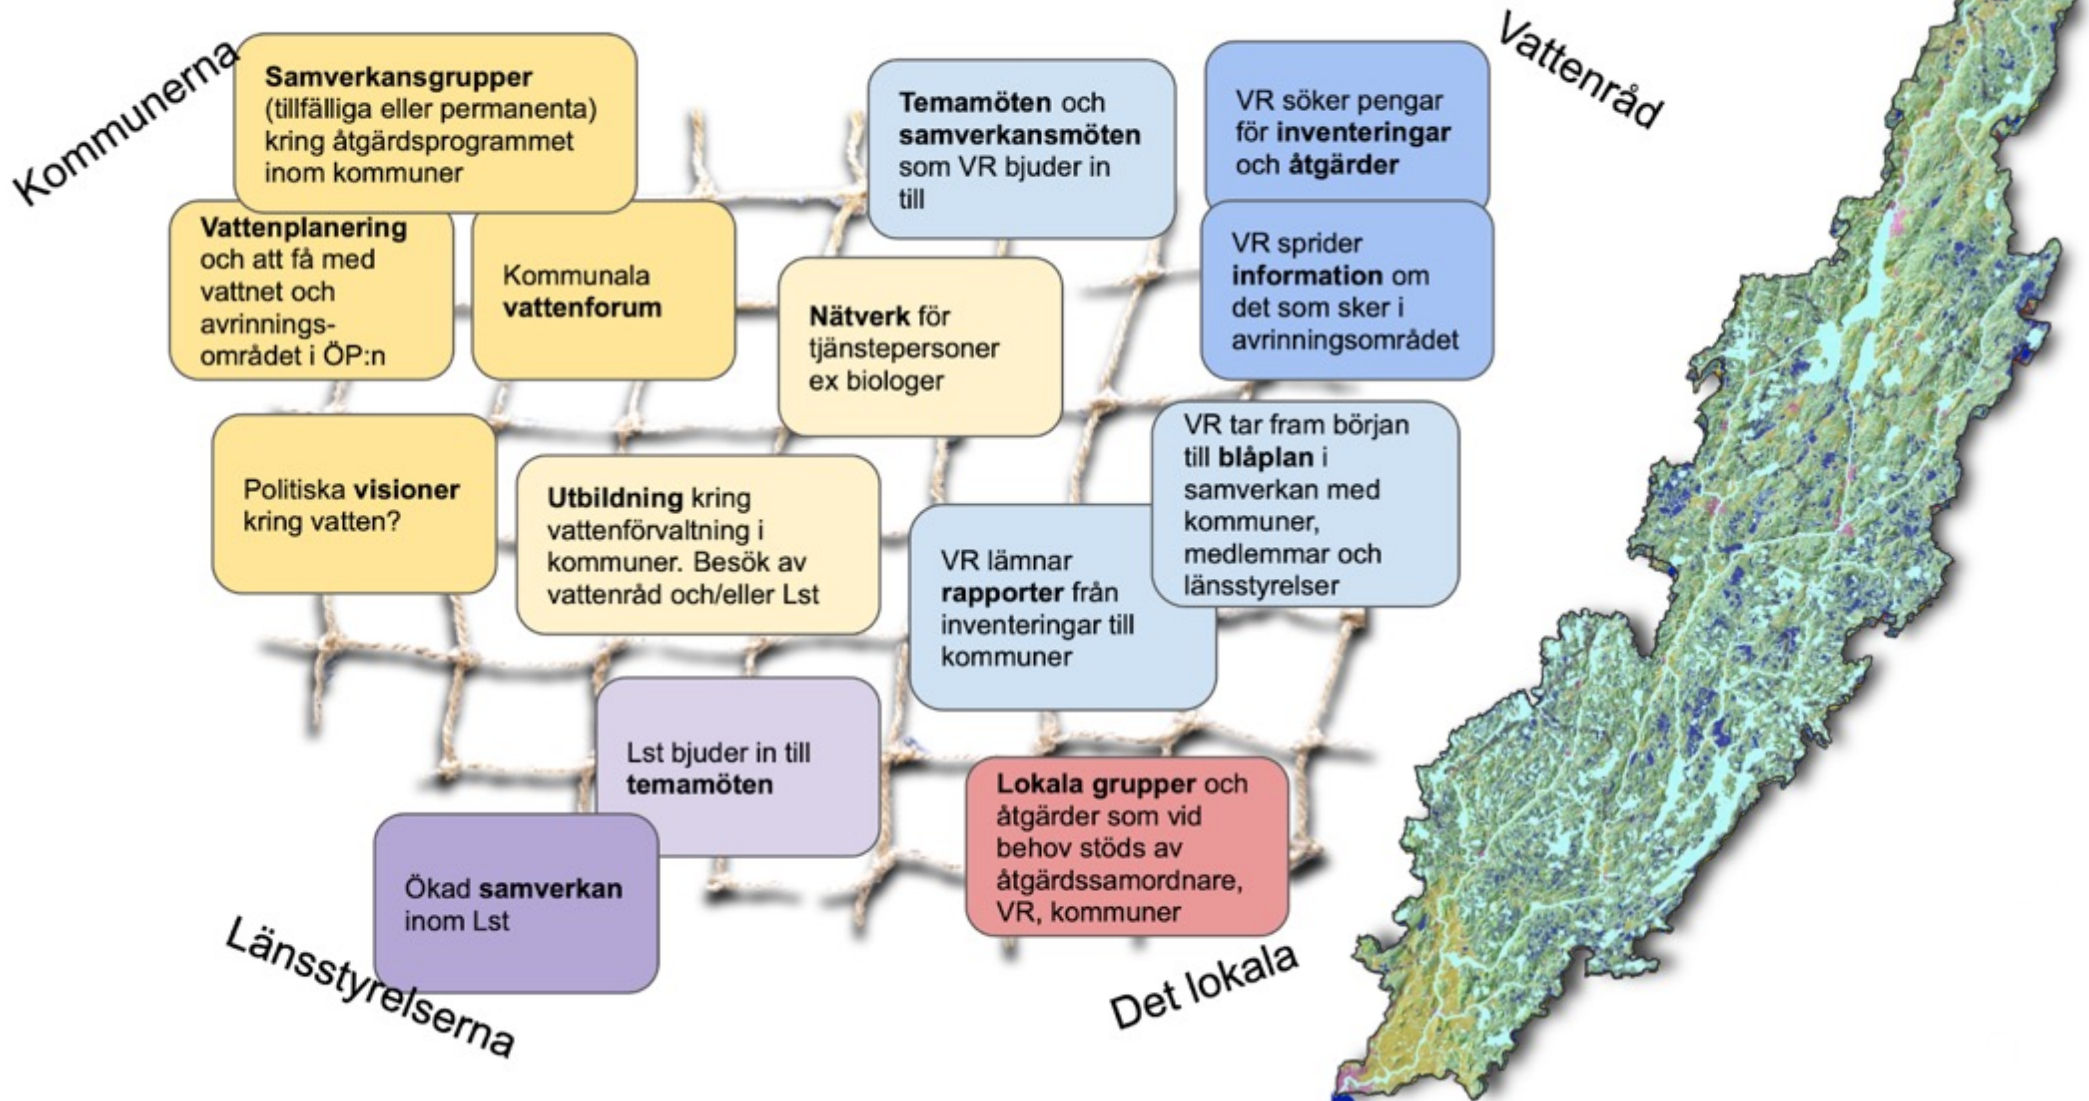 Kommunerna
Samverkansgrupper
(tillfälliga eller permanenta)
kring åtgärdsprogrammet
inom kommuner
Vattenplanering
och att få med
vattnet och
avrinnings-
området i ÖP:n
Kommunala
vattenforum
Temamöten och
samverkansmöten
som VR bjuder in
till
VR söker pengar
för inventeringar
och åtgärder
Vattenråd
Nätverk för
tjänstepersoner
ex biologer
VR sprider
information om
det som sker i
avrinningsområdet
Politiska visioner
kring vatten?
Utbildning kring
vattenförvaltning i
kommuner. Besök av
vattenråd och/eller Lst
VR lämnar
rapporter från
inventeringar till
kommuner
VR tar fram början
till blåplan i
samverkan med
kommuner,
medlemmar och
länsstyrelser
Lst bjuder in till
temamöten
Ökad samverkan
inom Lst
Länsstyrelserna
Lokala grupper och
åtgärder som vid
behov stöds av
åtgärdssamordnare,
VR, kommuner
Det lokala